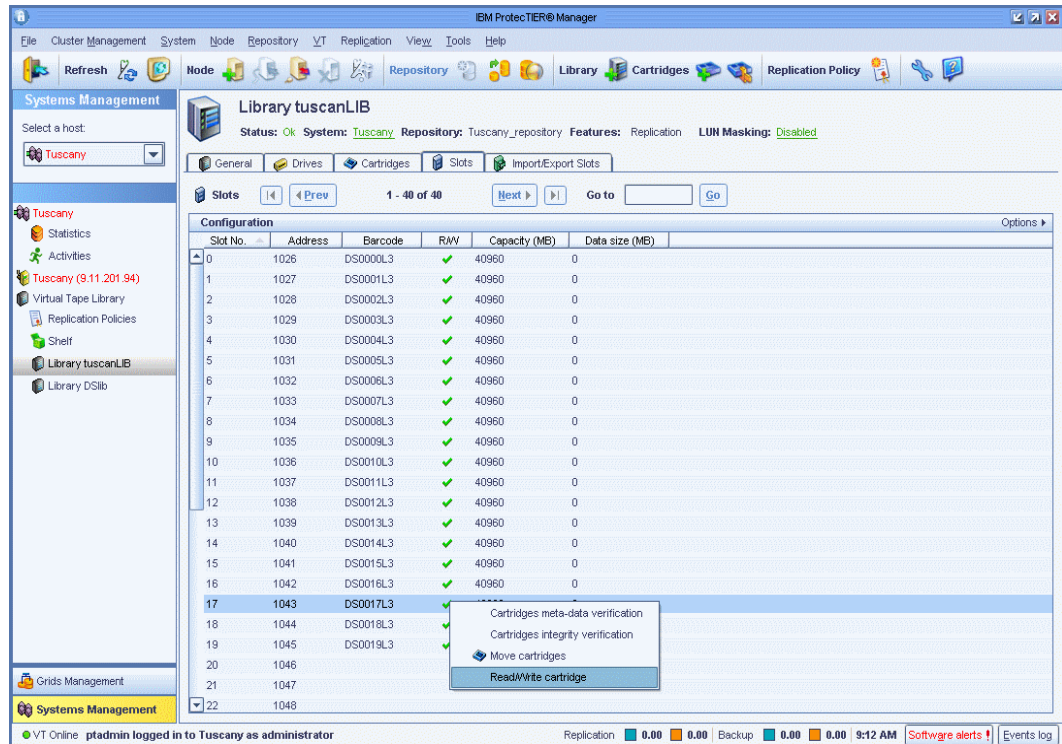 IBM ProtecTIER® Manager
File Cluster Management System Node Repository VT Replication View Tools Help
Refresh Node Repository Library Cartridges Replication Policy
Systems Management
Select a host:
Tuscany
Tuscany
Statistics
Activities
Tuscany (9.11.201.94)
Virtual Tape Library
Replication Policies
Shelf
Library tuscanLIB
Library DSlib
Grids Management
Systems Management
Library tuscanLIB
Status: Ok System: Tuscany Repository: Tuscany_repository Features: Replication LUN Masking: Disabled
General Drives Cartridges Slots Import/Export Slots
Slots Prev 1 - 40 of 40 Next Go to Go
Configuration Options
Slot No. Address Barcode R/W Capacity (MB) Data size (MB)
0 1026 DS0000L3 40960 0
1 1027 DS0001L3 40960 0
2 1028 DS0002L3 40960 0
3 1029 DS0003L3 40960 0
4 1030 DS0004L3 40960 0
5 1031 DS0005L3 40960 0
6 1032 DS0006L3 40960 0
7 1033 DS0007L3 40960 0
8 1034 DS0008L3 40960 0
9 1035 DS0009L3 40960 0
10 1036 DS0010L3 40960 0
11 1037 DS0011L3 40960 0
12 1038 DS0012L3 40960 0
13 1039 DS0013L3 40960 0
14 1040 DS0014L3 40960 0
15 1041 DS0015L3 40960 0
16 1042 DS0016L3 40960 0
17 1043 DS0017L3
18 1044 DS0018L3
19 1045 DS0019L3
20 1046
21 1047
22 1048
Cartridges meta-data verification
Cartridges integrity verification
Move cartridges
Read/Write cartridge
VT Online ptadmin logged in to Tuscany as administrator Replication 0.00 0.00 Backup 0.00 0.00 9:12 AM Software alerts ! Events log